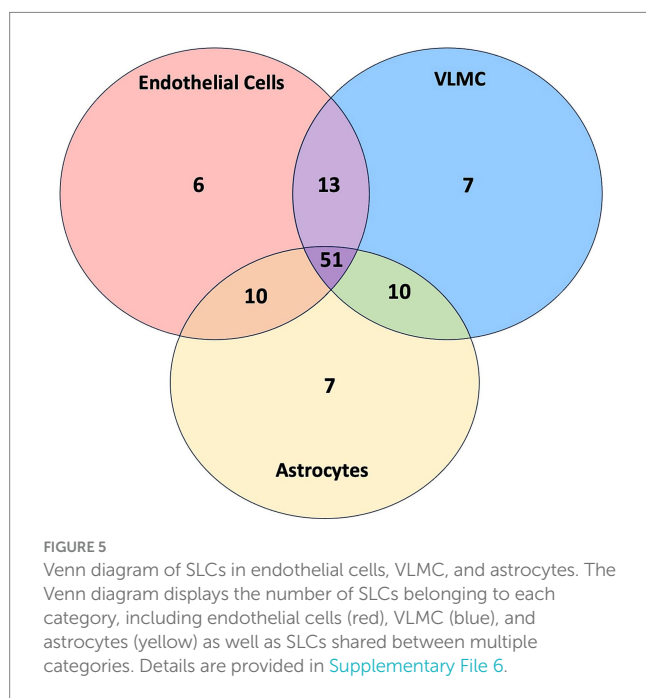 Endothelial Cells
VLMC
6
13
7
51
10
10
7
Astrocytes
FIGURE 5
Venn diagram of SLCs in endothelial cells, VLMC, and astrocytes. The
Venn diagram displays the number of SLCs belonging to each
category, including endothelial cells (red), VLMC (blue), and
astrocytes (yellow) as well as SLCs shared between multiple
categories. Details are provided in Supplementary File 6.